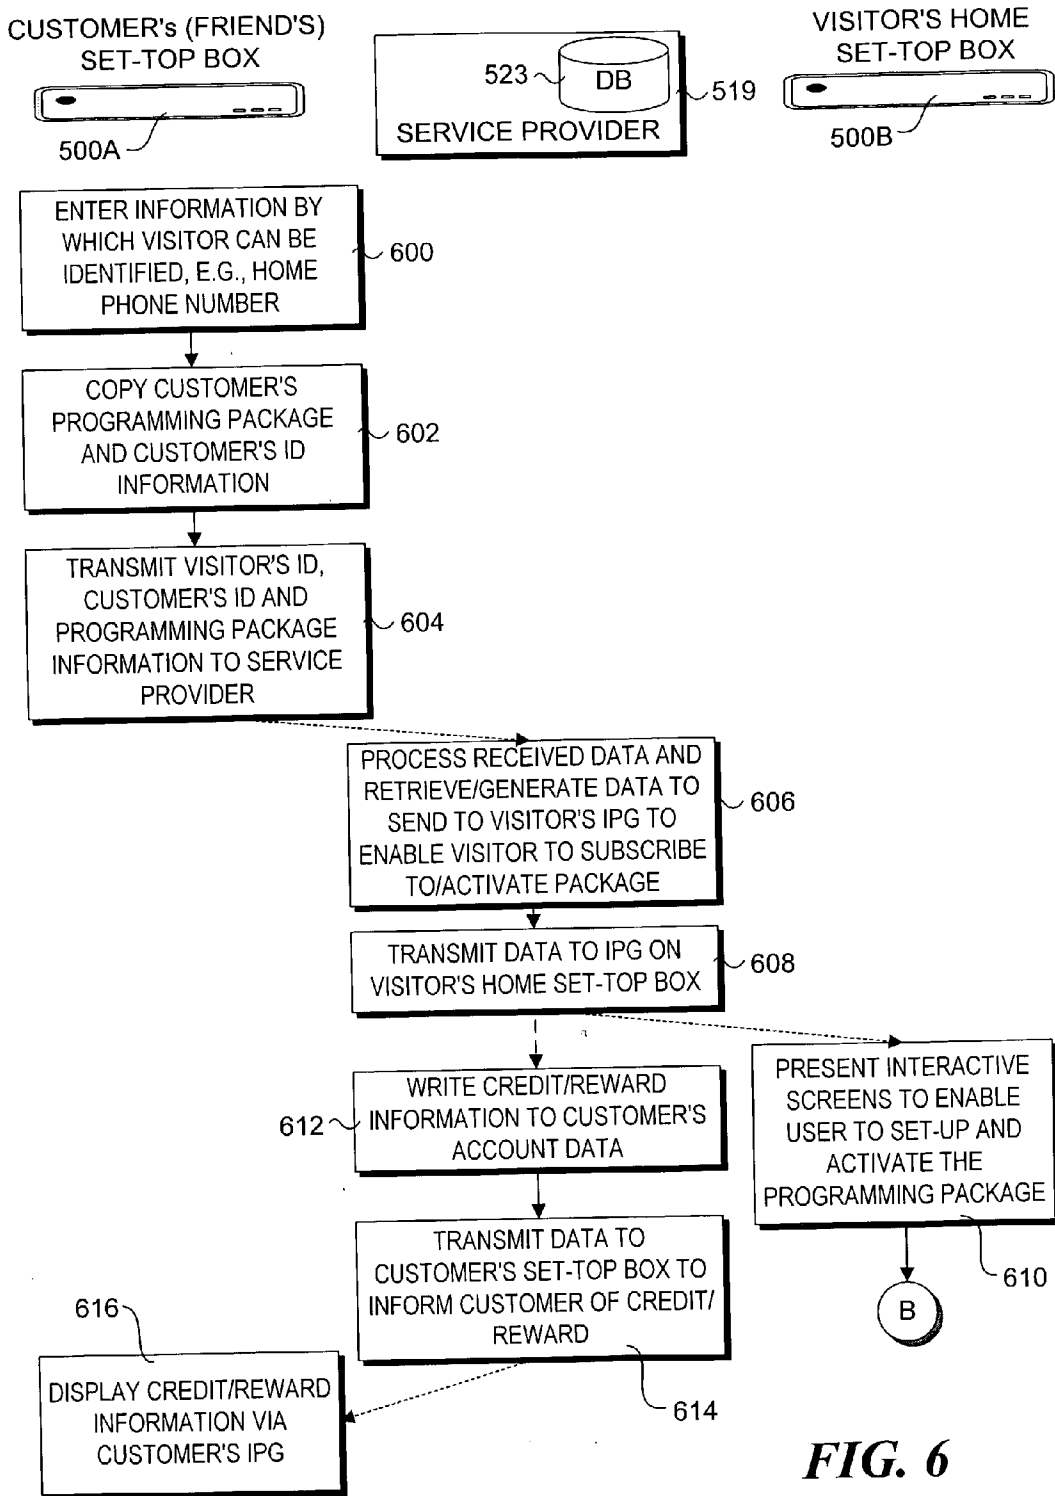 CUSTOMER's (FRIEND'S)
SET-TOP BOX
500A
523
DB
519
SERVICE PROVIDER
VISITOR'S HOME
SET-TOP BOX
500B
ENTER INFORMATION BY
WHICH VISITOR CAN BE
IDENTIFIED, E.G., HOME
PHONE NUMBER
600
COPY CUSTOMER'S
PROGRAMMING PACKAGE
AND CUSTOMER'S ID
INFORMATION
602
TRANSMIT VISITOR'S ID,
CUSTOMER'S ID AND
PROGRAMMING PACKAGE
INFORMATION TO SERVICE
PROVIDER
604
PROCESS RECEIVED DATA AND
RETRIEVE/GENERATE DATA TO
SEND TO VISITOR'S IPG TO
ENABLE VISITOR TO SUBSCRIBE
TO/ACTIVATE PACKAGE
606
TRANSMIT DATA TO IPG ON
VISITOR'S HOME SET-TOP BOX
608
PRESENT INTERACTIVE
SCREENS TO ENABLE
USER TO SET-UP AND
ACTIVATE THE
PROGRAMMING PACKAGE
610
B
WRITE CREDIT/REWARD
INFORMATION TO CUSTOMER'S
ACCOUNT DATA
612
TRANSMIT DATA TO
CUSTOMER'S SET-TOP BOX TO
INFORM CUSTOMER OF CREDIT/
REWARD
614
616
DISPLAY CREDIT/REWARD
INFORMATION VIA
CUSTOMER'S IPG
FIG. 6